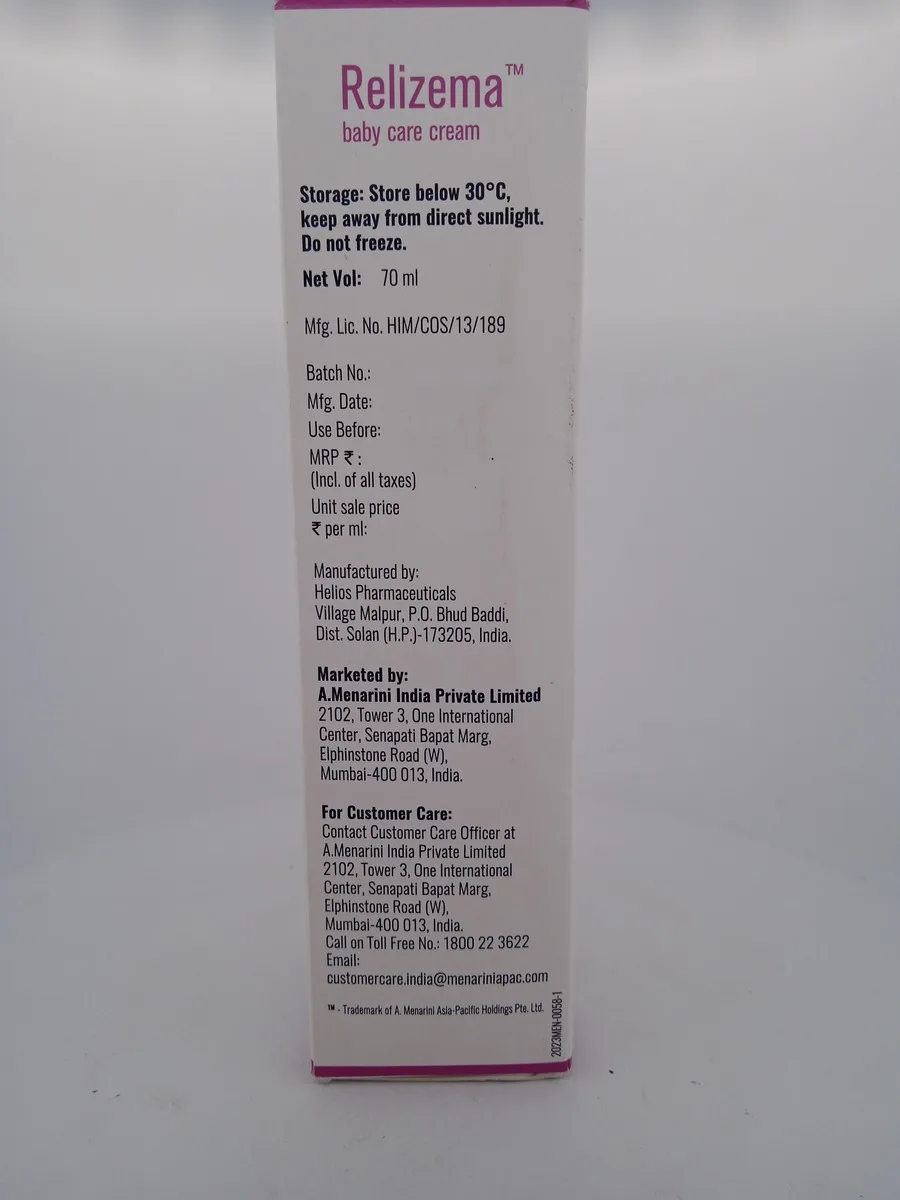 Relizema™
baby care cream
Storage: Store below 30°C,
keep away from direct sunlight.
Do not freeze.
Net Vol: 70 ml
Mfg. Lic. No. HIM/COS/13/189
Batch No.:
Mfg. Date:
Use Before:
MRP ₹ :
(Incl. of all taxes)
Unit sale price
₹ per ml:
Manufactured by:
Helios Pharmaceuticals
Village Malpur, P.O. Bhud Baddi,
Dist. Solan (H.P.)-173205, India.
Marketed by:
A.Menarini India Private Limited
2102, Tower 3, One International
Center, Senapati Bapat Marg,
Elphinstone Road (W),
Mumbai-400 013, India.
For Customer Care:
Contact Customer Care Officer at
A.Menarini India Private Limited
2102, Tower 3, One International
Center, Senapati Bapat Marg,
Elphinstone Road (W),
Mumbai-400 013, India.
Call on Toll Free No.: 1800 22 3622
Email:
customercare.india@menariniapac.com
™ - Trademark of A. Menarini Asia-Pacific Holdings Pte. Ltd.
2023MEN-0058-1